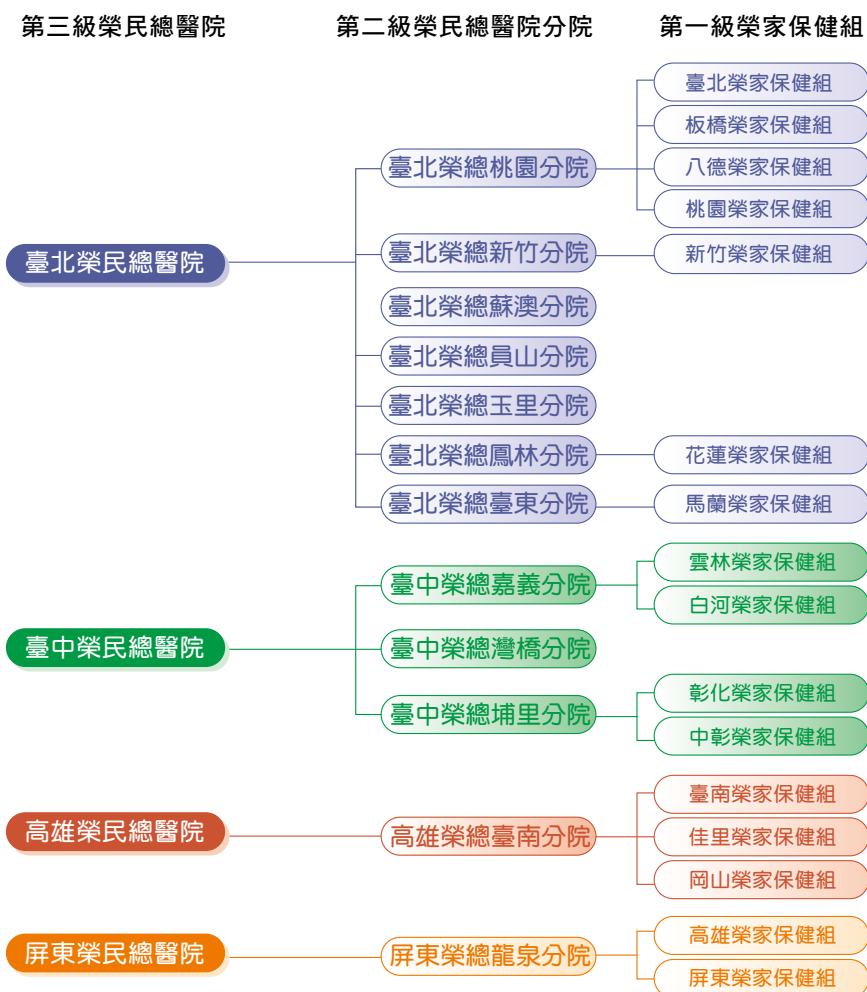 第三級榮民總醫院
第二級榮民總醫院分院
第一級榮家保健組
臺北榮民總醫院
臺北榮總桃園分院
臺北榮家保健組
板橋榮家保健組
八德榮家保健組
桃園榮家保健組
臺北榮總新竹分院
新竹榮家保健組
臺北榮總蘇澳分院
臺北榮總員山分院
臺北榮總玉里分院
臺北榮總鳳林分院
花蓮榮家保健組
臺北榮總臺東分院
馬蘭榮家保健組
臺中榮民總醫院
臺中榮總嘉義分院
雲林榮家保健組
白河榮家保健組
臺中榮總灣橋分院
臺中榮總埔里分院
彰化榮家保健組
中彰榮家保健組
高雄榮民總醫院
高雄榮總臺南分院
臺南榮家保健組
佳里榮家保健組
岡山榮家保健組
屏東榮民總醫院
屏東榮總龍泉分院
高雄榮家保健組
屏東榮家保健組